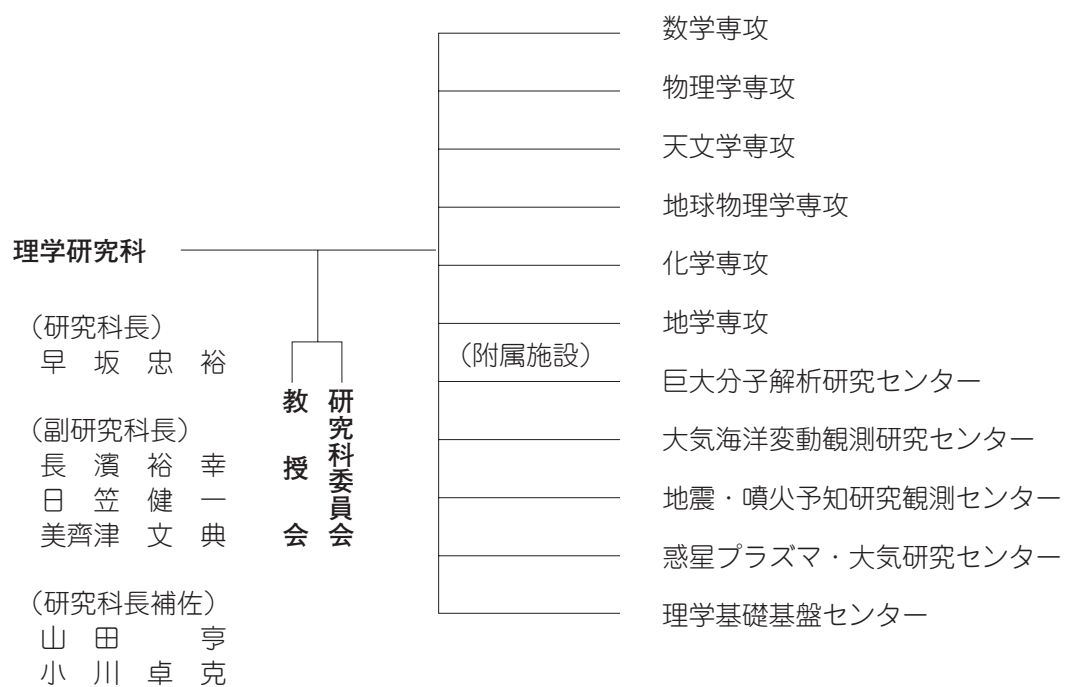 数学専攻
物理学専攻
天文学専攻
地球物理学専攻
化学専攻
地学専攻
(附属施設)
巨大分子解析研究センター
大気海洋変動観測研究センター
地震・噴火予知研究観測センター
惑星プラズマ・大気研究センター
理学基礎基盤センター
理学研究科
(研究科長)
早 坂 忠 裕
(副研究科長)
長 濱 裕 幸
日 笠 健 一
美齊津 文 典
(研究科長補佐)
山 田 亨
小 川 卓 克
教 授 会
研究科委員会